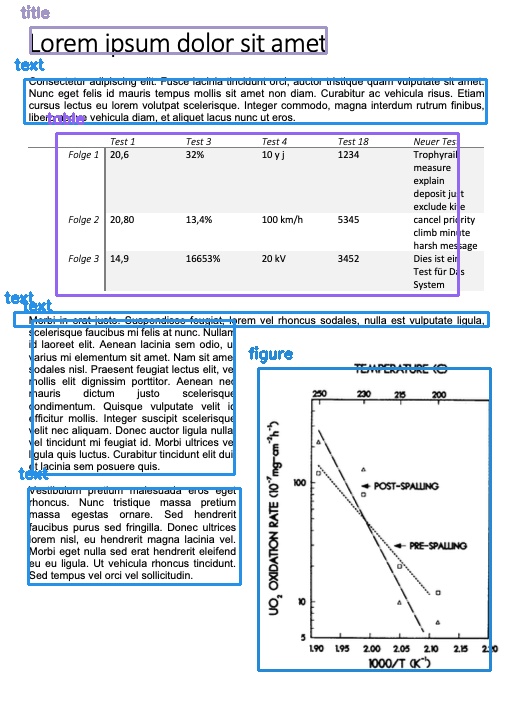 title
Lorem ipsum dolor sit amet
text
Consectetur adipiscing elit. Fusce lacinia tincidunt orci, auctor tristique quam vulputate sit amet.
Nunc eget felis id mauris tempus mollis sit amet non diam. Curabitur ac vehicula risus. Etiam
cursus lectus eu lorem volutpat scelerisque. Integer commodo, magna interdum rutrum finibus,
libero vehicula diam, et aliquet lacus nunc ut eros.
table
Test 1 Test 3 Test 4 Test 18 Neuer Test
Folge 1 20,6 32% 10 y j 1234 Trophyrail
measure
explain
deposit just
exclude kite
Folge 2 20,80 13,4% 100 km/h 5345 cancel priority
climb minute
harsh message
Folge 3 14,9 16653% 20 kV 3452 Dies ist ein
Test für Das
System
text
text
Morbi in erat justo. Suspendisse feugiat, lorem vel rhoncus sodales, nulla est vulputate ligula,
scelerisque faucibus mi felis at nunc. Nullam
id laoreet elit. Aenean lacinia sem odio, u
varius mi elementum sit amet. Nam sit ame
sodales nisl. Praesent feugiat lectus elit, ve
mollis elit dignissim porttitor. Aenean nec
mauris dictum justo scelerisque
condimentum. Quisque vulputate velit id
efficitur mollis. Integer suscipit scelerisque
velit nec aliquam. Donec auctor ligula nulla
vel tincidunt mi feugiat id. Morbi ultrices ve
ligula quis luctus. Curabitur tincidunt elit dui
et lacinia sem posuere quis.
text
Vestibulum pretium malesuada eros eget
rhoncus. Nunc tristique massa pretium
massa egestas ornare. Sed hendrerit
faucibus purus sed fringilla. Donec ultrices
lorem nisl, eu hendrerit magna lacinia vel.
Morbi eget nulla sed erat hendrerit eleifend
eu eu ligula. Ut vehicula rhoncus tincidunt.
Sed tempus vel orci vel sollicitudin.
figure
TEMPERATURE (C)
250 230 215 200
UO2 OXIDATION RATE (10-7mg-cm-2h-1)
100
POST-SPALLING
PRE-SPALLING
10
5
1.90 1.95 2.00 2.05 2.10 2.15 2.20
1000/T (K-1)